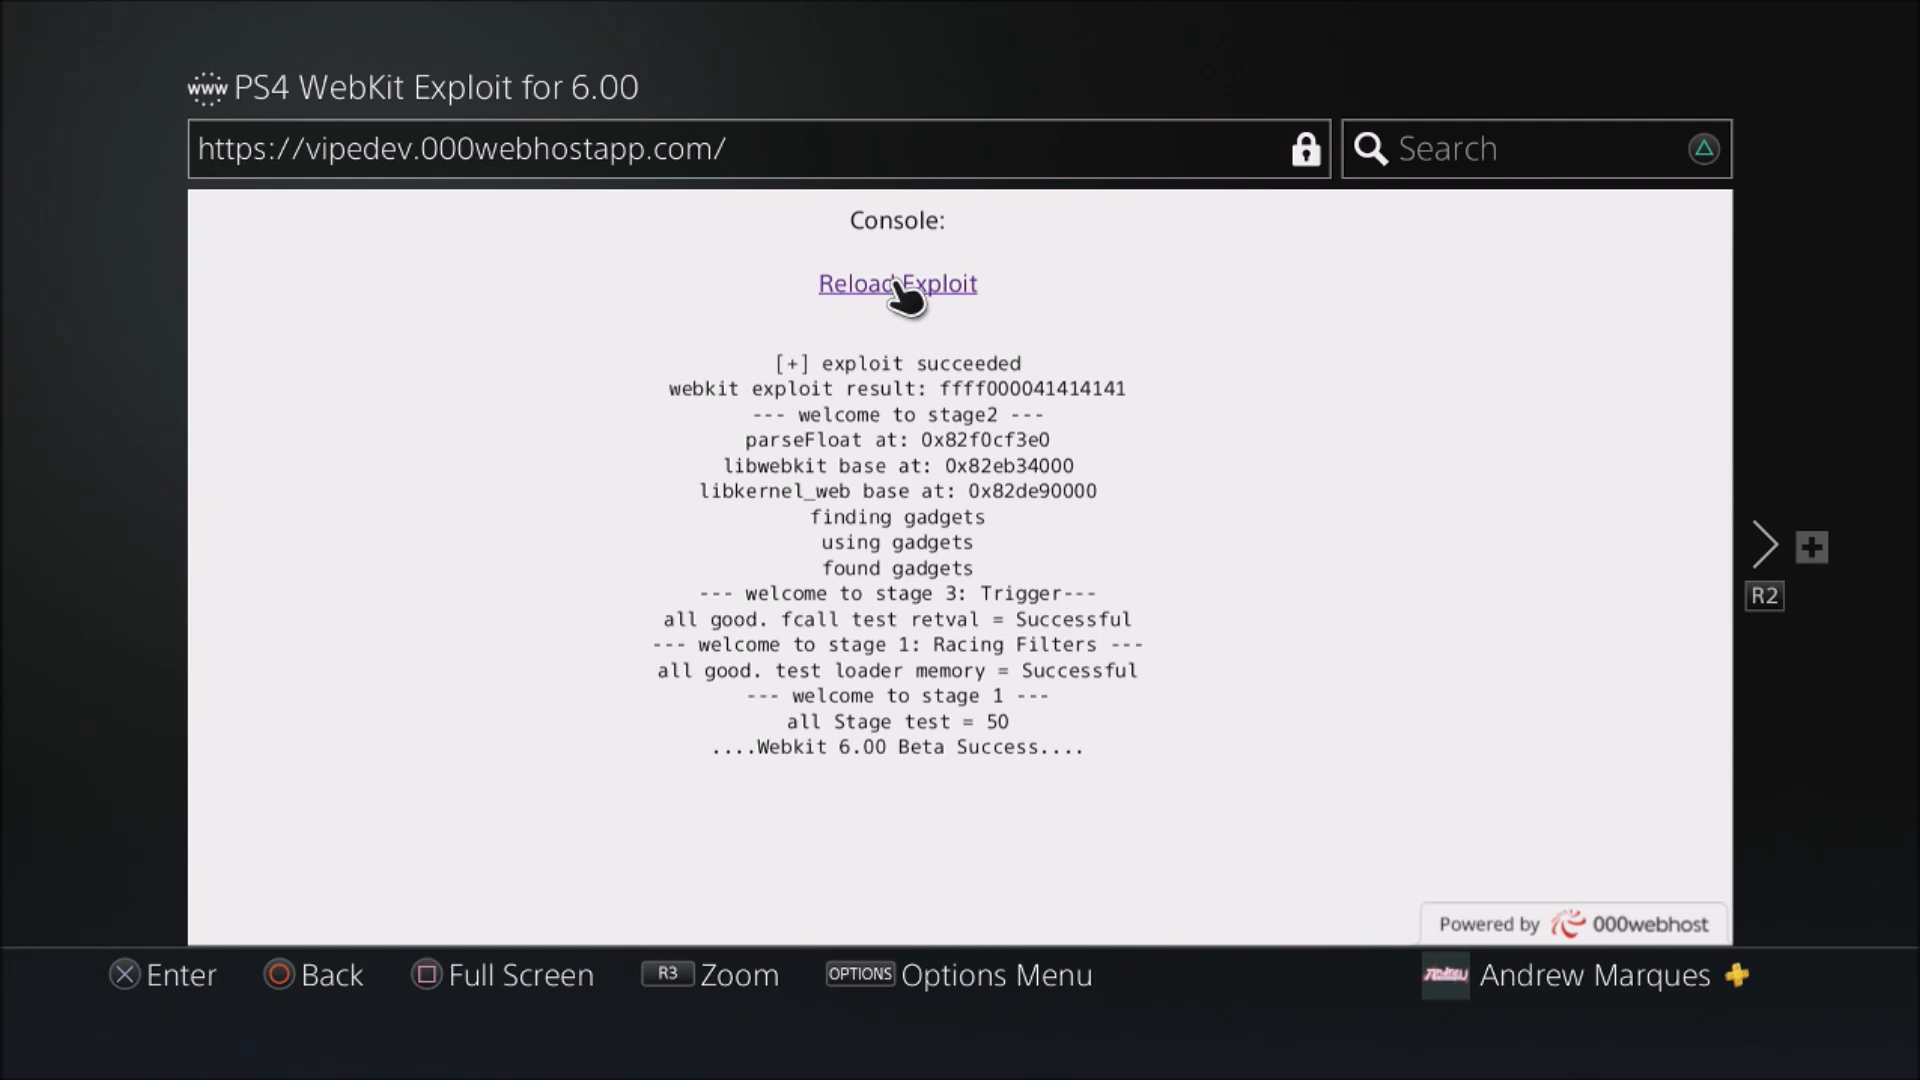 www PS4 WebKit Exploit for 6.00
https://vipedev.000webhostapp.com/
Search
Console:
Reload Exploit
[+] exploit succeeded
webkit exploit result: ffff000041414141
--- welcome to stage2 ---
parseFloat at: 0x82f0cf3e0
libwebkit base at: 0x82eb34000
libkernel_web base at: 0x82de90000
finding gadgets
using gadgets
found gadgets
--- welcome to stage 3: Trigger---
all good. fcall test retval = Successful
--- welcome to stage 1: Racing Filters ---
all good. test loader memory = Successful
--- welcome to stage 1 ---
all Stage test = 50
....Webkit 6.00 Beta Success....
R2
Powered by 000webhost
Enter Back Full Screen R3 Zoom OPTIONS Options Menu Andrew Marques